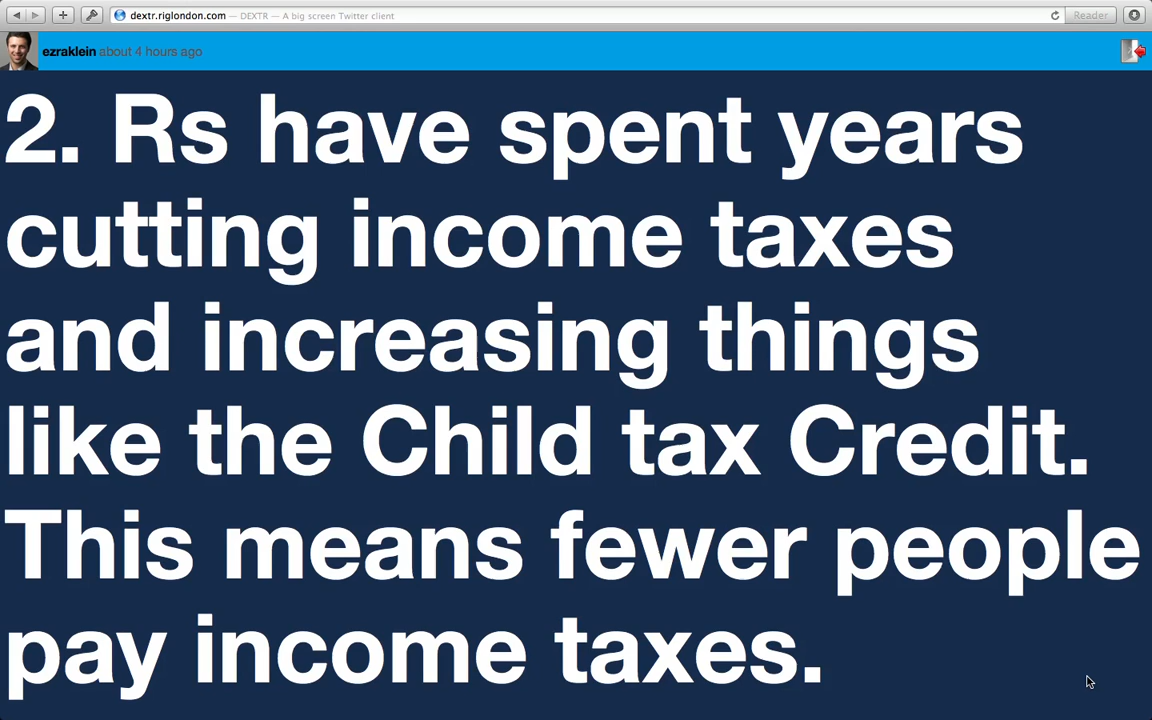 dextr.riglondon.com — DEXTR — A big screen Twitter client
Reader
ezraklein about 4 hours ago
2. Rs have spent years
cutting income taxes
and increasing things
like the Child tax Credit.
This means fewer people
pay income taxes.